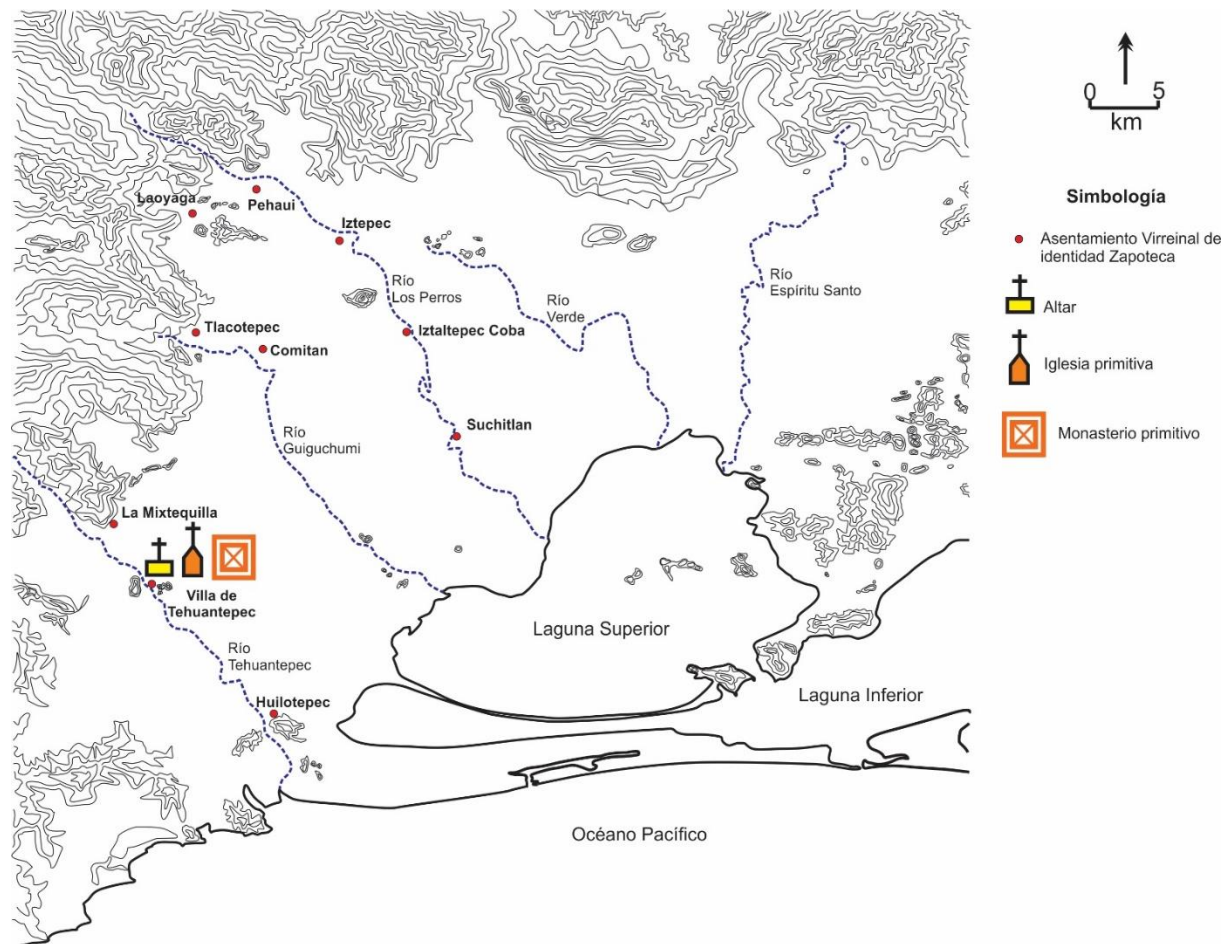 0 5
km
Simbología
Asentamiento Virreinal de
identidad Zapoteca
Altar
Iglesia primitiva
Monasterio primitivo
Laoyaga
Pehaui
Iztepec
Río
Los Perros
Río
Verde
Río
Espíritu Santo
Tlacotepec
Comitan
Iztaltepec Coba
Suchitlan
Río
Guiguchumi
La Mixtequilla
Villa de
Tehuantepec
Río
Tehuantepec
Huilotepec
Laguna Superior
Laguna Inferior
Océano Pacífico